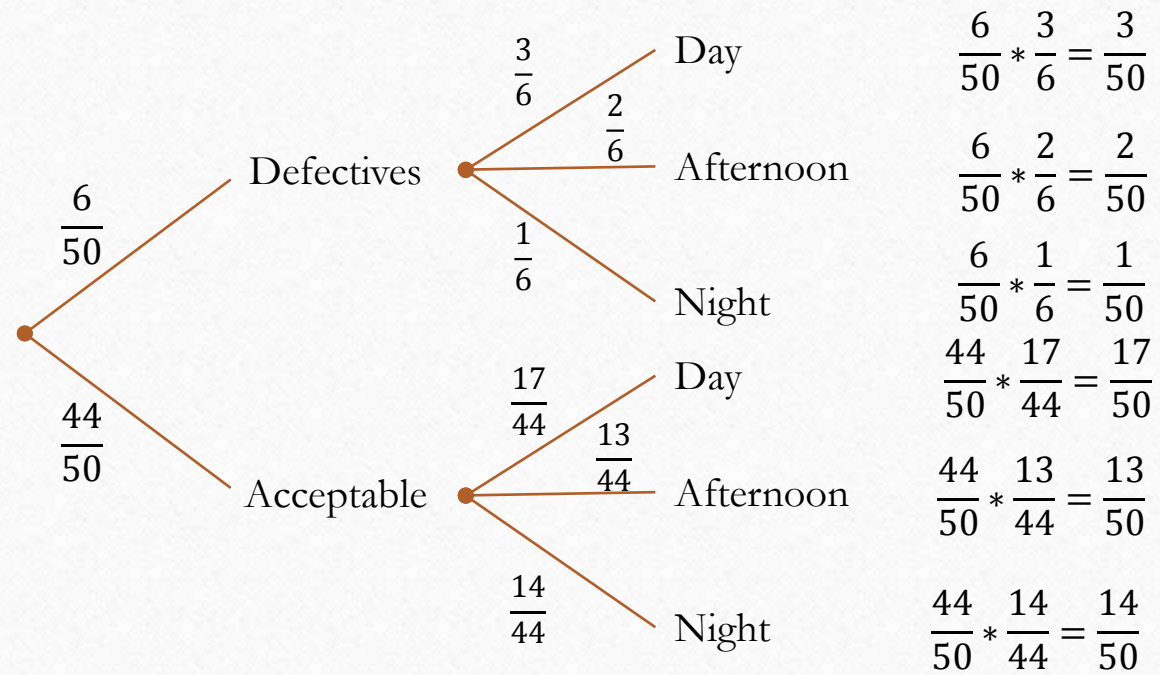 3/6 Day 6/50 * 3/6 = 3/50
2/6
Defectives Afternoon 6/50 * 2/6 = 2/50
6/50
1/6 Night 6/50 * 1/6 = 1/50
17/44 Day 44/50 * 17/44 = 17/50
44/50
13/44
Acceptable Afternoon 44/50 * 13/44 = 13/50
14/44 Night 44/50 * 14/44 = 14/50